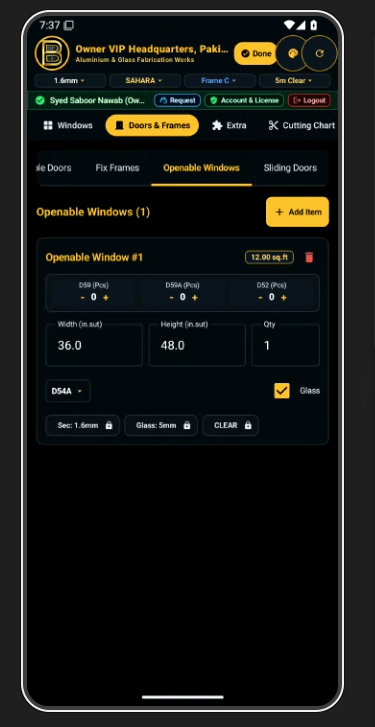 7:37
Owner VIP Headquarters, Paki...
Aluminium & Glass Fabrication Works
Done
1.6mm SAHARA Frame C 5m Clear
Syed Saboor Nawab (Ow... Request Account & License Logout
Windows Doors & Frames Extra Cutting Chart
le Doors Fix Frames Openable Windows Sliding Doors
Openable Windows (1) + Add Item
Openable Window #1 12.00 sq.ft
D59 (Pcs) D59A (Pcs) D52 (Pcs)
- 0 + - 0 + - 0 +
Width (in.sut) Height (in.sut) Qty
36.0 48.0 1
D54A Glass
Sec: 1.6mm Glass: 5mm CLEAR